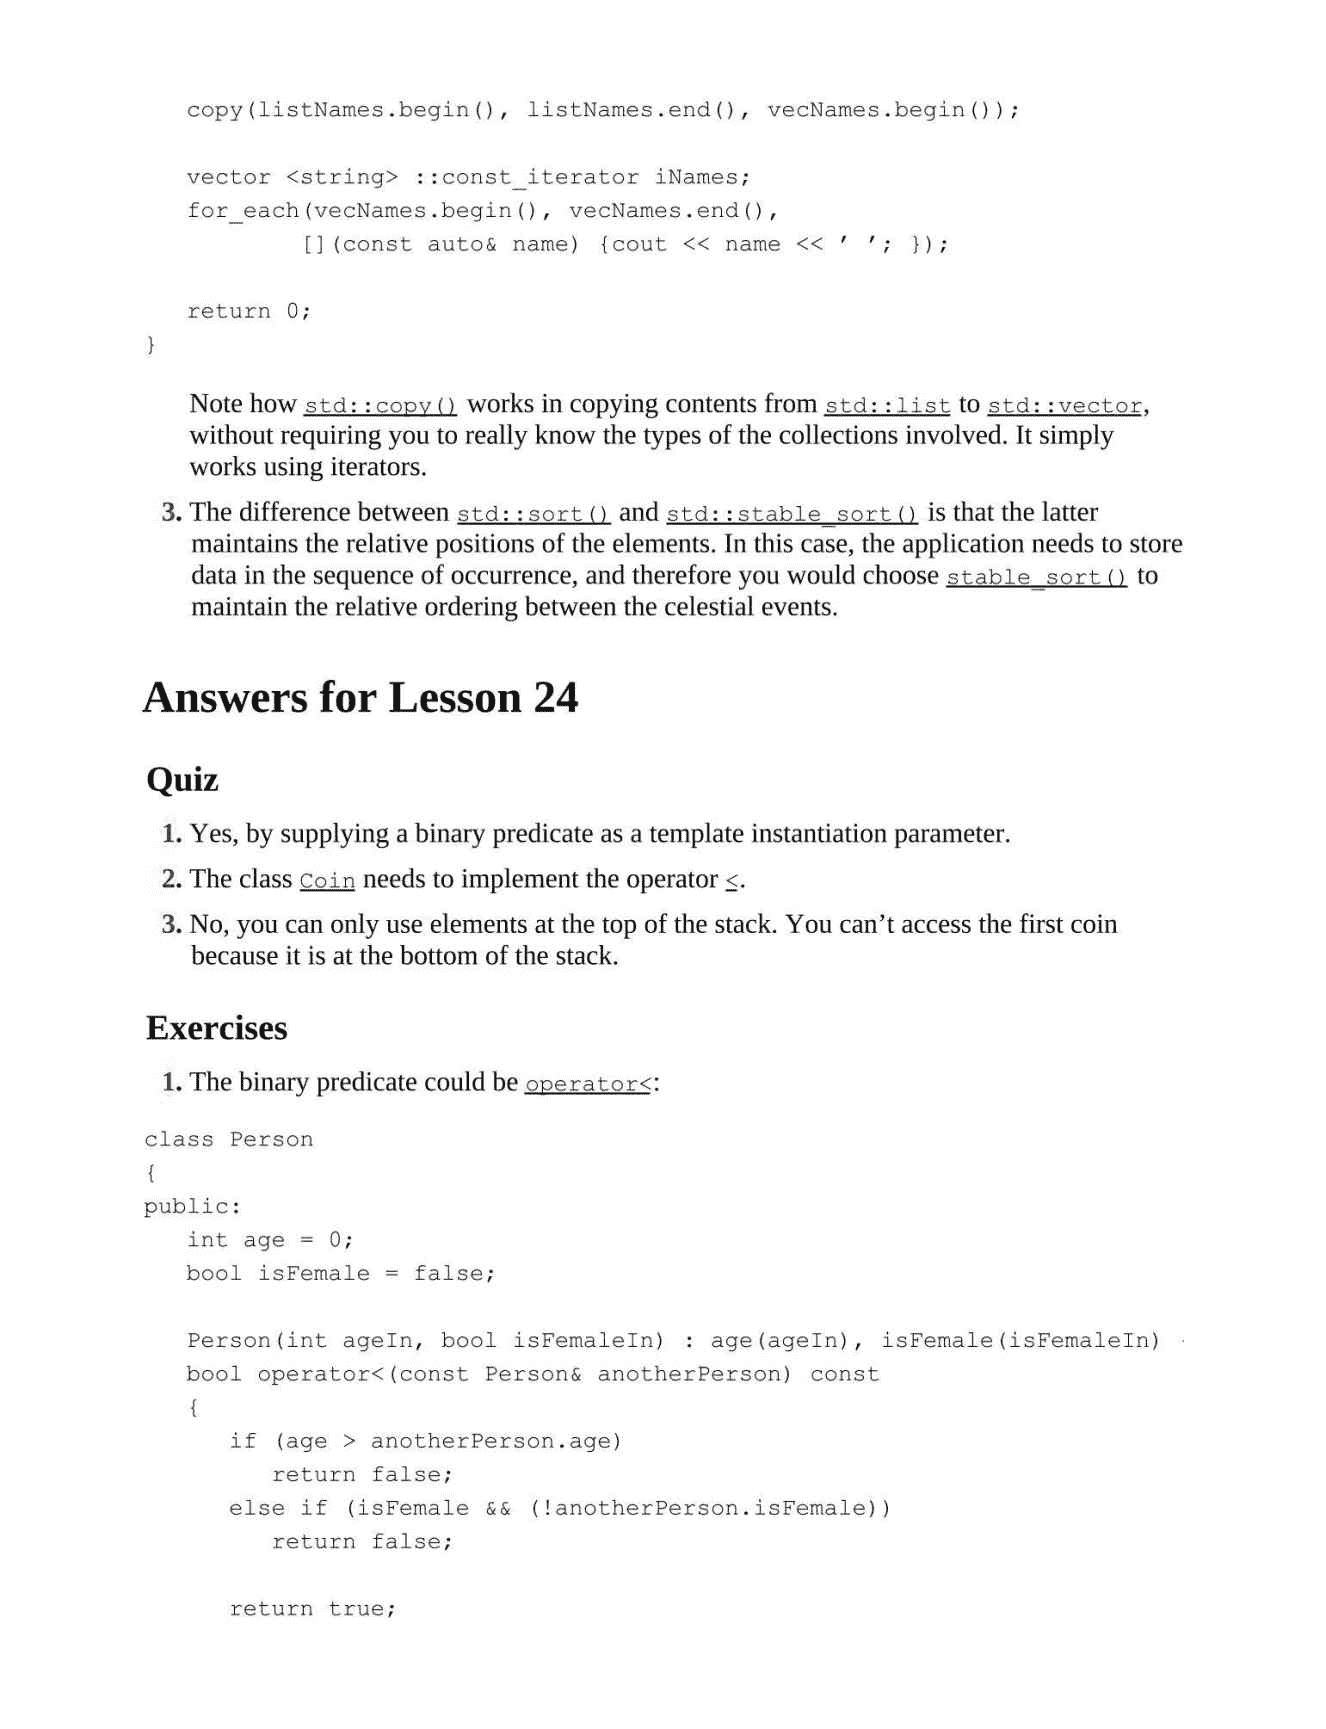 copy(listNames.begin(), listNames.end(), vecNames.begin());
vector <string> ::const_iterator iNames;
for_each(vecNames.begin(), vecNames.end(),
[](const auto& name) {cout << name << ' '; });
return 0;
}
Note how std::copy() works in copying contents from std::list to std::vector,
without requiring you to really know the types of the collections involved. It simply
works using iterators.
3. The difference between std::sort() and std::stable_sort() is that the latter
maintains the relative positions of the elements. In this case, the application needs to store
data in the sequence of occurrence, and therefore you would choose stable_sort() to
maintain the relative ordering between the celestial events.
Answers for Lesson 24
Quiz
1. Yes, by supplying a binary predicate as a template instantiation parameter.
2. The class Coin needs to implement the operator <.
3. No, you can only use elements at the top of the stack. You can’t access the first coin
because it is at the bottom of the stack.
Exercises
1. The binary predicate could be operator<:
class Person
{
public:
int age = 0;
bool isFemale = false;
Person(int ageIn, bool isFemaleIn) : age(ageIn), isFemale(isFemaleIn)
bool operator<(const Person& anotherPerson) const
{
if (age > anotherPerson.age)
return false;
else if (isFemale && (!anotherPerson.isFemale))
return false;
return true;